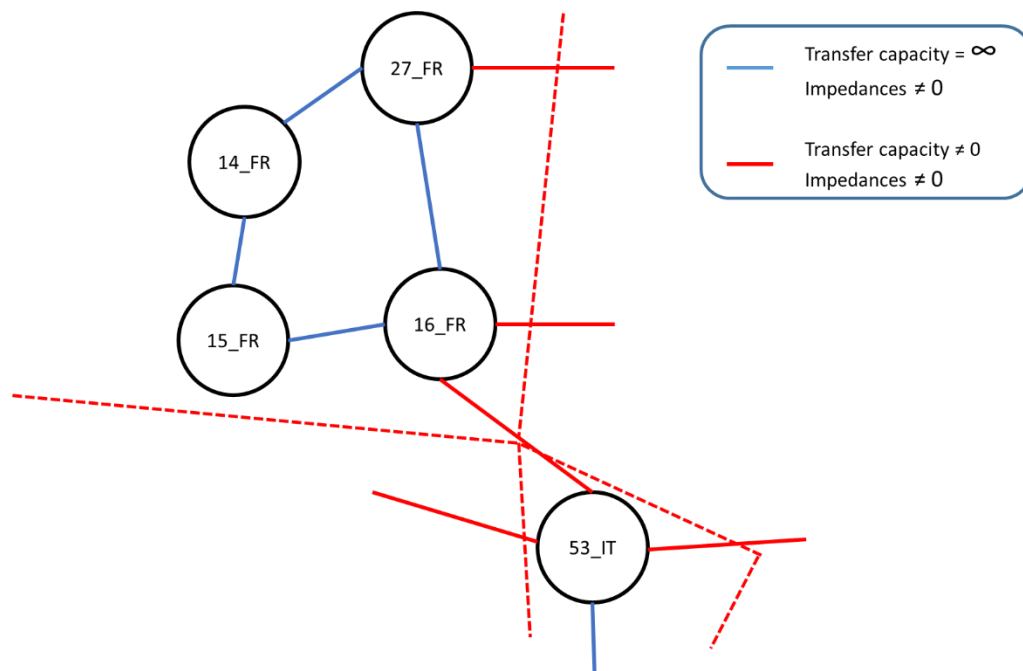 27_FR
14_FR
15_FR
16_FR
53_IT
Transfer capacity = ∞
Impedances ≠ 0
Transfer capacity ≠ 0
Impedances ≠ 0